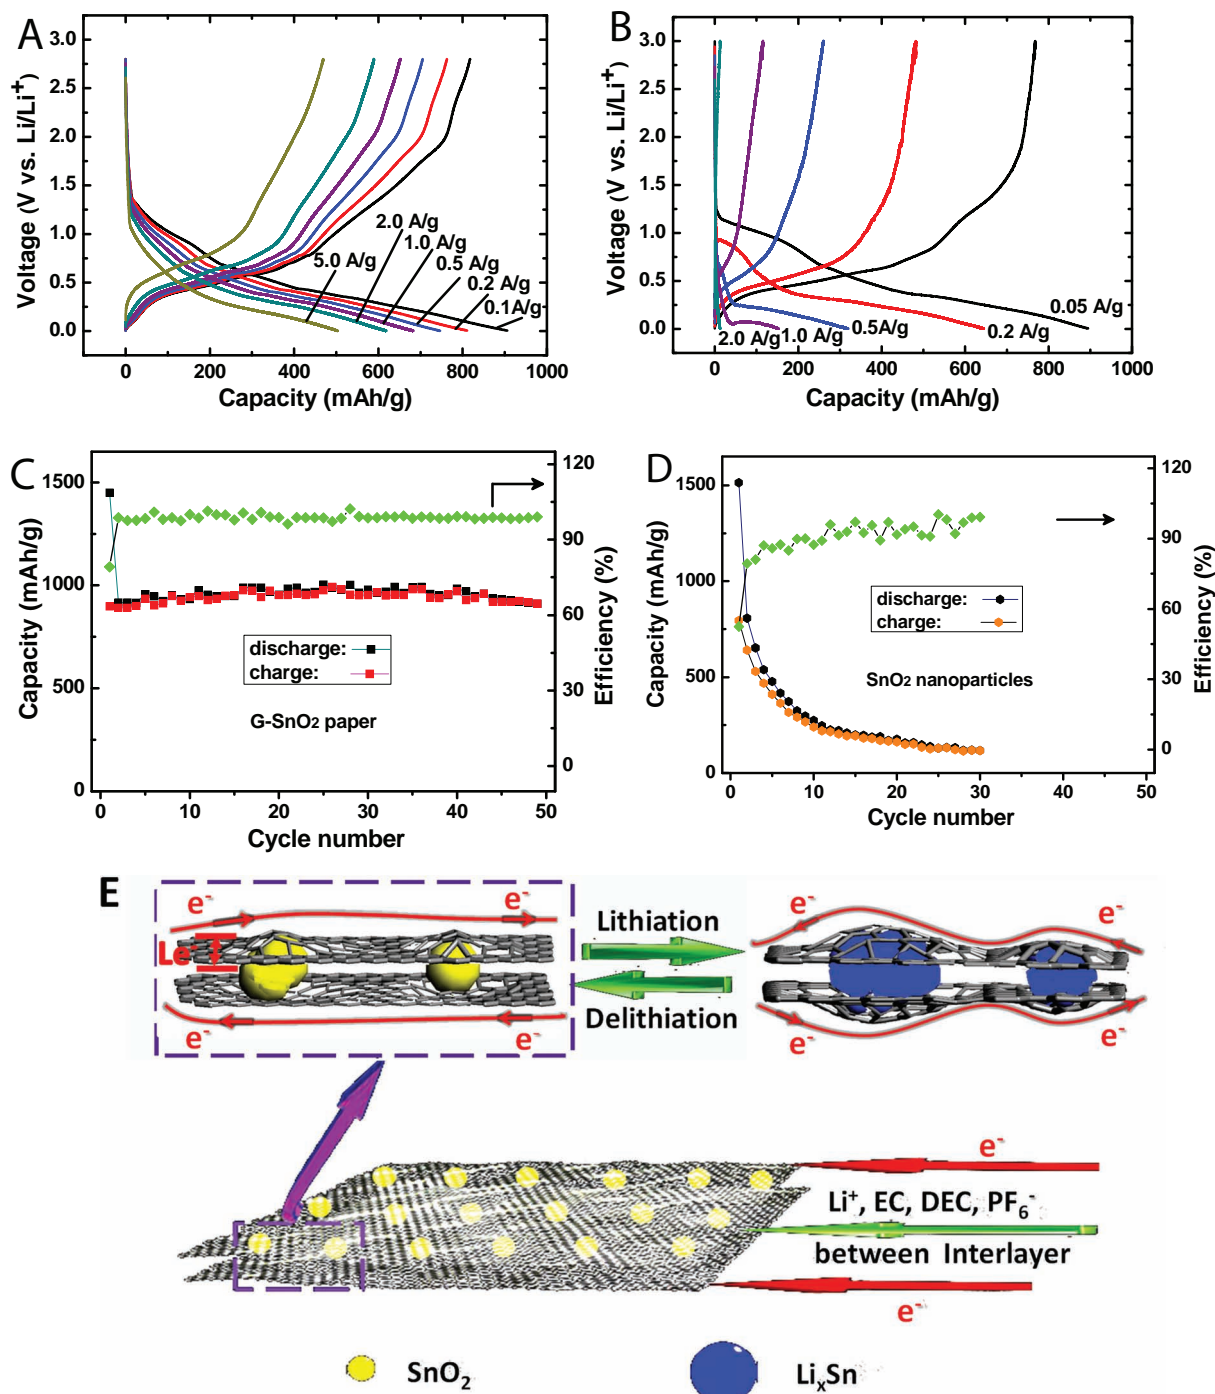 A
Voltage (V vs. Li/Li⁺)
3.0
2.5
2.0
1.5
1.0
0.5
0.0
5.0 A/g
2.0 A/g
1.0 A/g
0.5 A/g
0.2 A/g
0.1A/g
0 200 400 600 800 1000
Capacity (mAh/g)
B
Voltage (V vs. Li/Li⁺)
3.0
2.5
2.0
1.5
1.0
0.5
0.0
2.0 A/g
1.0 A/g
0.5A/g
0.2 A/g
0.05 A/g
0 200 400 600 800 1000
Capacity (mAh/g)
C
Capacity (mAh/g)
1500
1000
500
0
120
90
60
30
0
Efficiency (%)
discharge:
charge:
G-SnO₂ paper
0 10 20 30 40 50
Cycle number
D
Capacity (mAh/g)
1500
1250
1000
750
500
250
0
120
90
60
30
0
Efficiency (%)
discharge:
charge:
SnO₂ nanoparticles
0 10 20 30 40 50
Cycle number
E
e⁻ e⁻
Le
e⁻ e⁻
Lithiation
Delithiation
e⁻ e⁻
e⁻ e⁻
e⁻
Li⁺, EC, DEC, PF₆⁻
between Interlayer
e⁻
SnO₂
LiₓSn